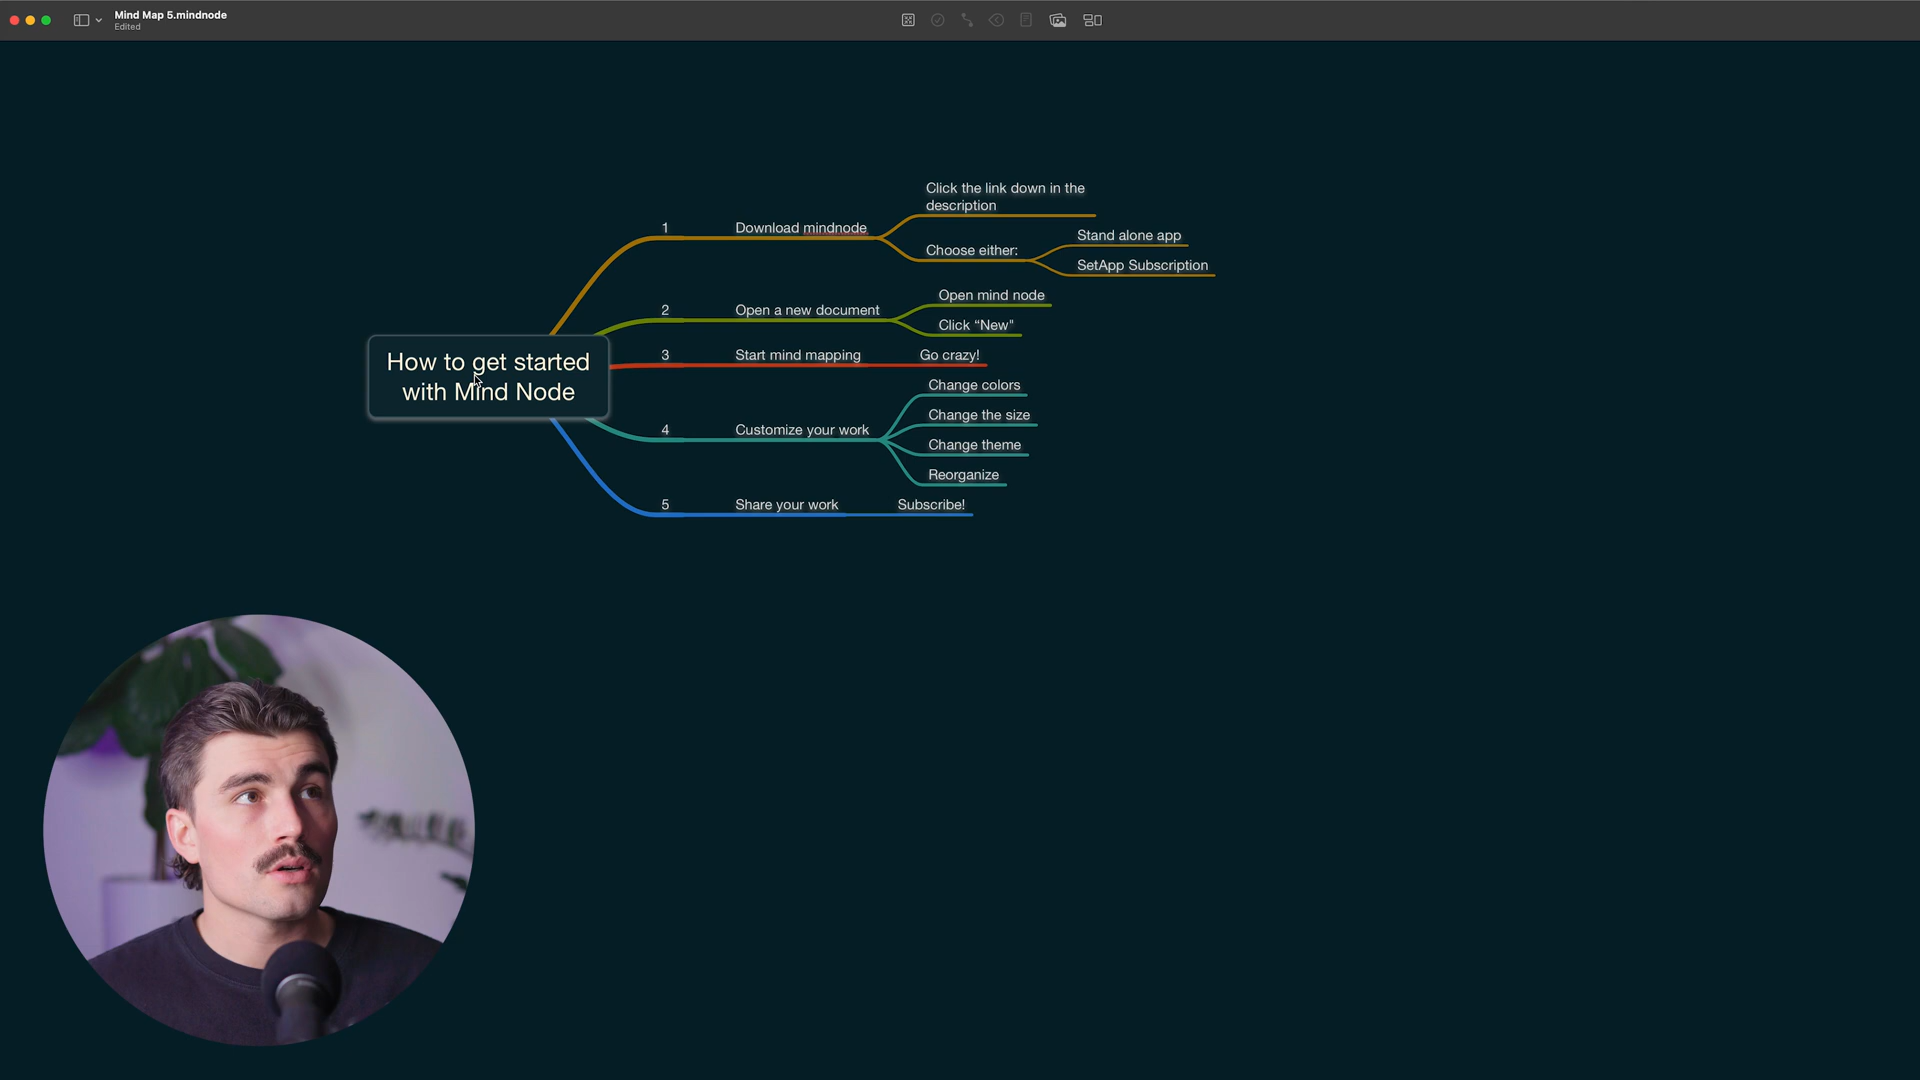 Mind Map 5.mindnode
Edited
Click the link down in the
description
1
Download mindnode
Choose either:
Stand alone app
SetApp Subscription
2
Open a new document
Open mind node
Click “New"
How to get started
with Mind Node
3
Start mind mapping
Go crazy!
4
Customize your work
Change colors
Change the size
Change theme
Reorganize
5
Share your work
Subscribe!